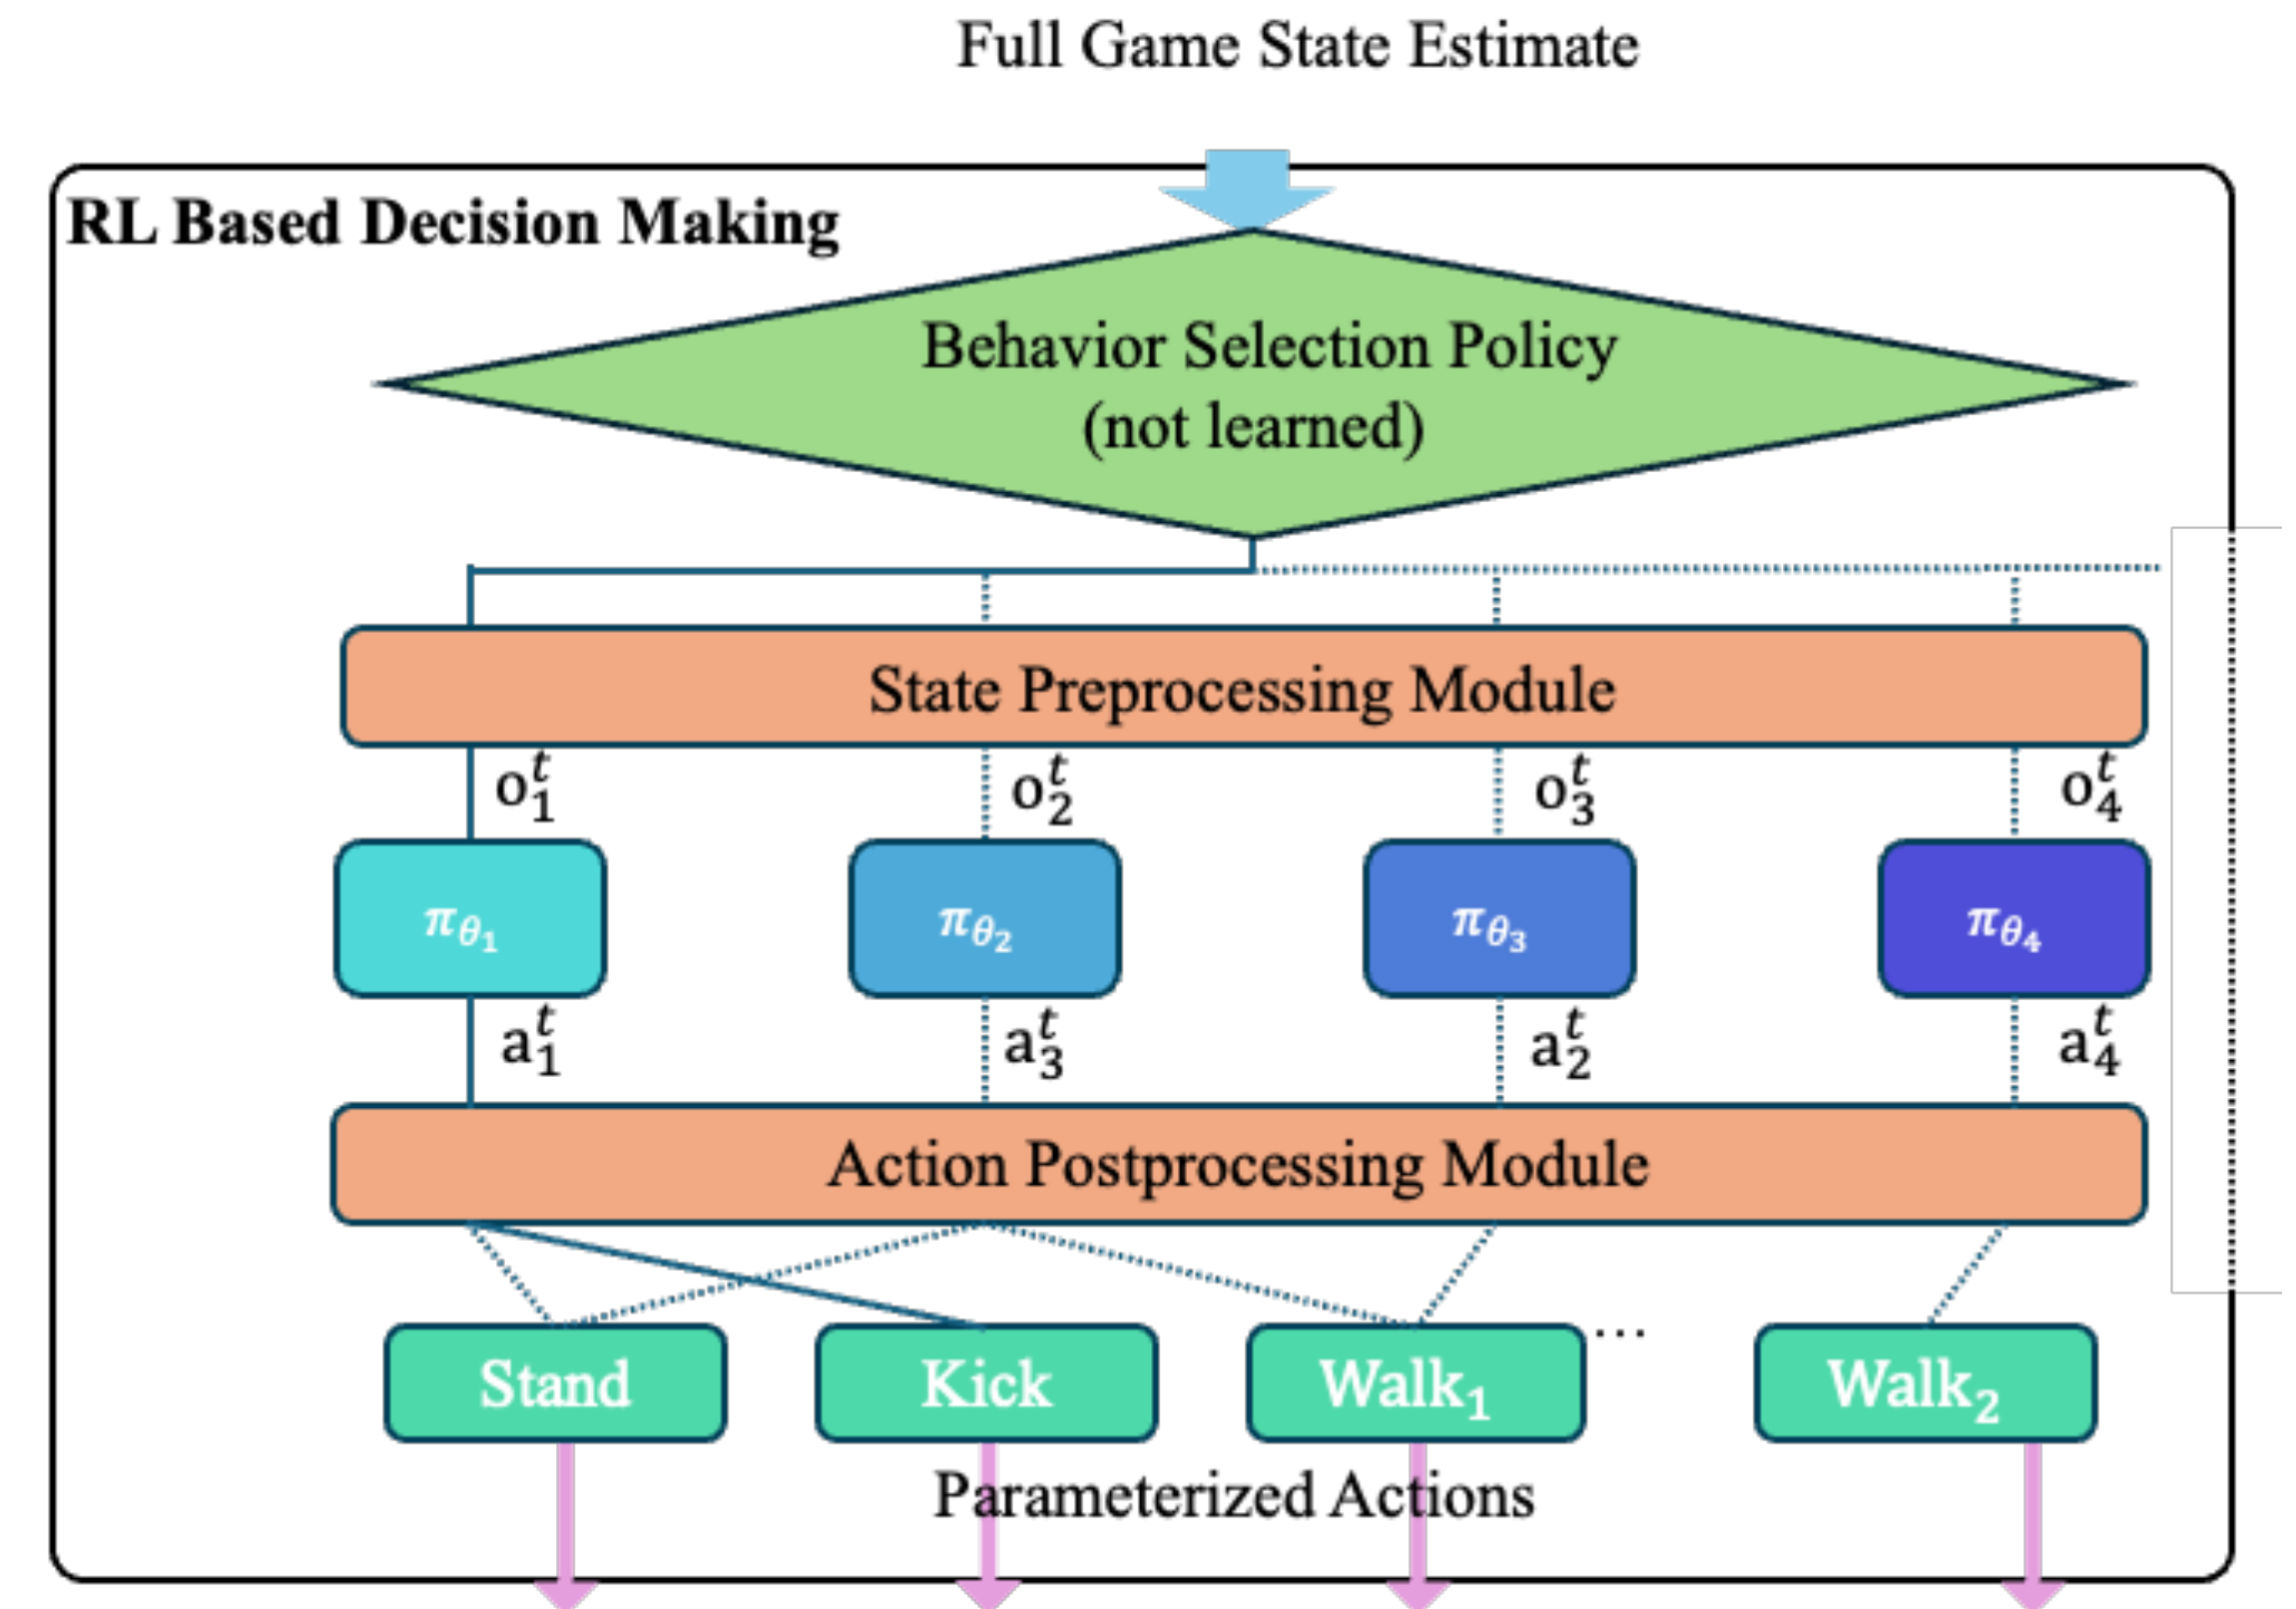 Full Game State Estimate
RL Based Decision Making
Behavior Selection Policy
(not learned)
State Preprocessing Module
o₁ᵗ o₂ᵗ o₃ᵗ o₄ᵗ
π_θ₁ π_θ₂ π_θ₃ π_θ₄
a₁ᵗ a₃ᵗ a₂ᵗ a₄ᵗ
Action Postprocessing Module
Stand Kick Walk₁ ... Walk₂
Parameterized Actions